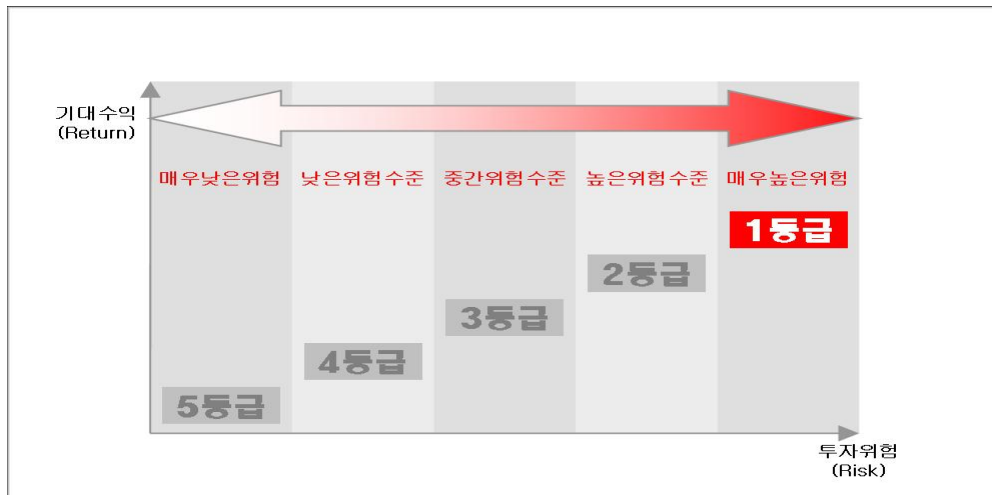 기대수익
(Return)
매우낮은위험 낮은위험수준 중간위험수준 높은위험수준 매우높은위험
1등급
2등급
3등급
4등급
5등급
투자위험
(Risk)